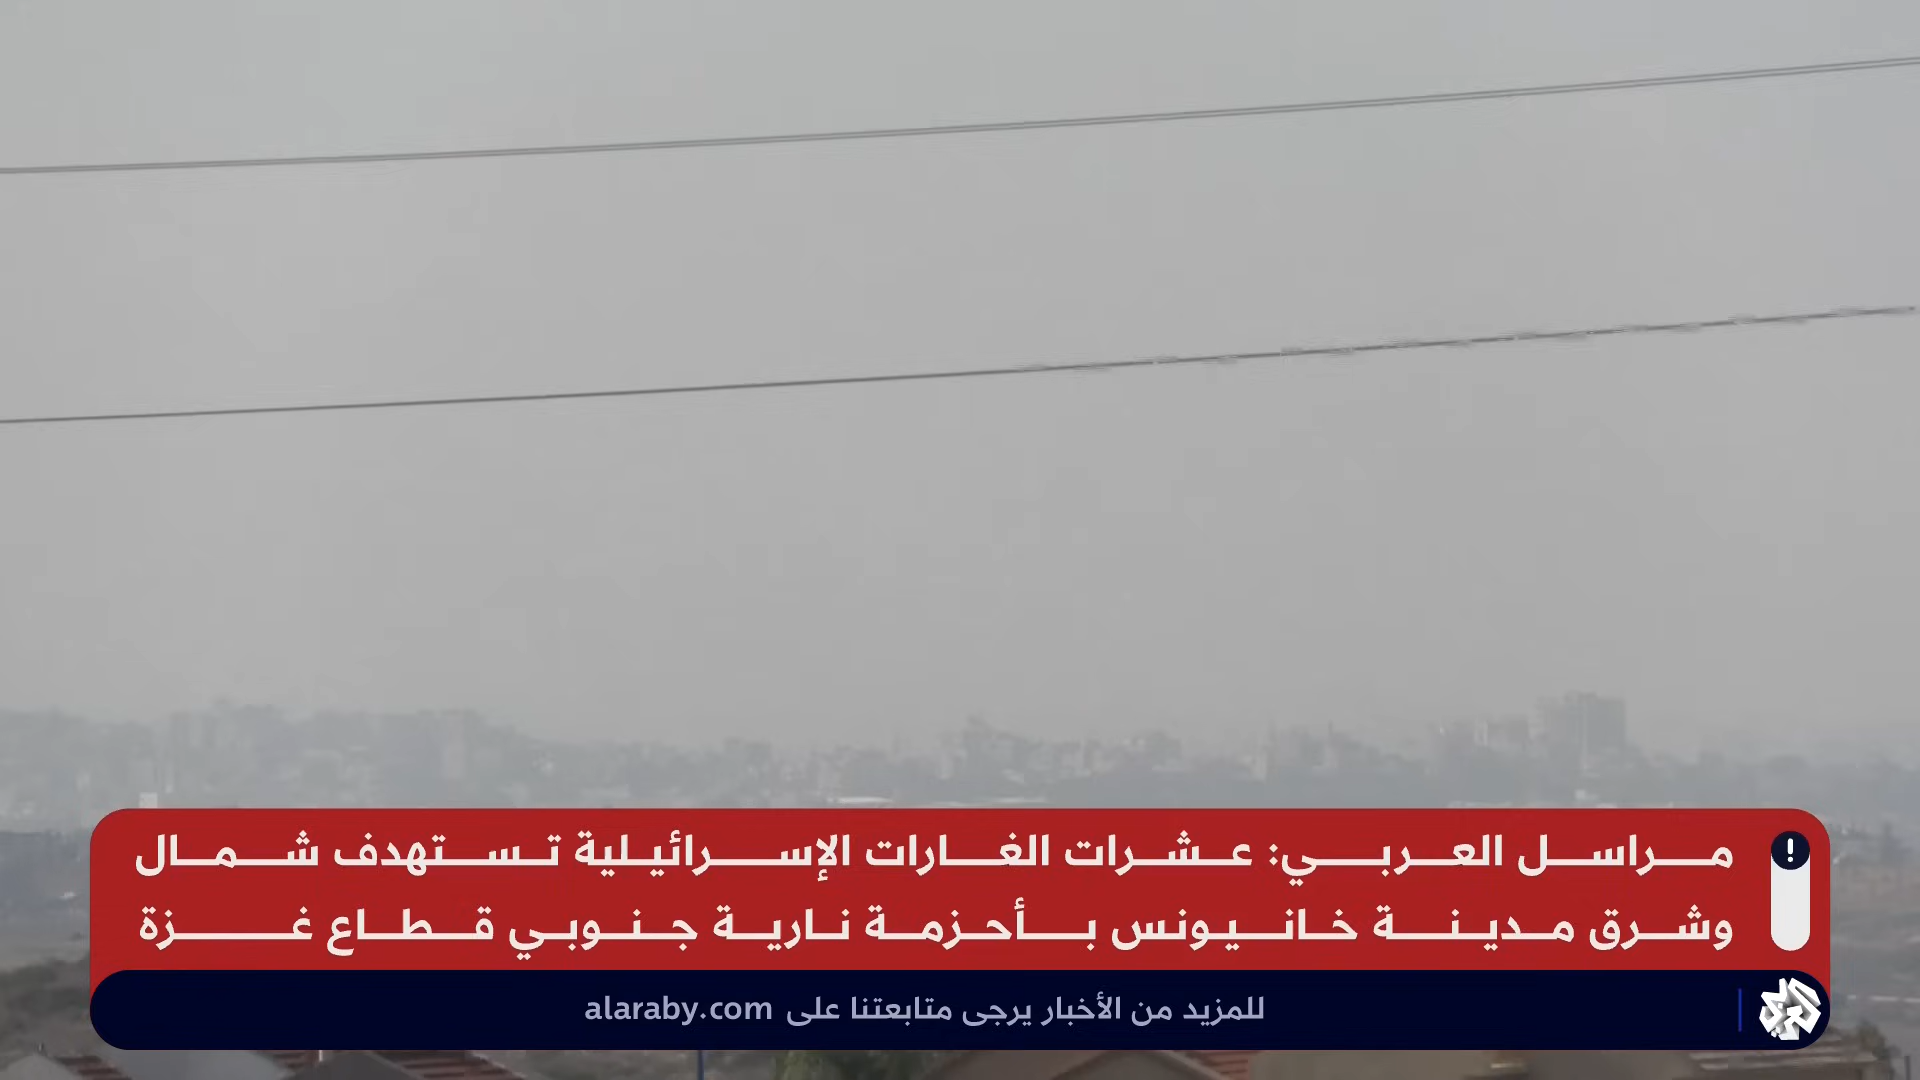 مراسل العربي: عشرات الغارات الإسرائيلية تستهدف شمال
وشرق مدينة خانيونس بأحزمة نارية جنوبي قطاع غزة
للمزيد من الأخبار يرجى متابعتنا على alaraby.com